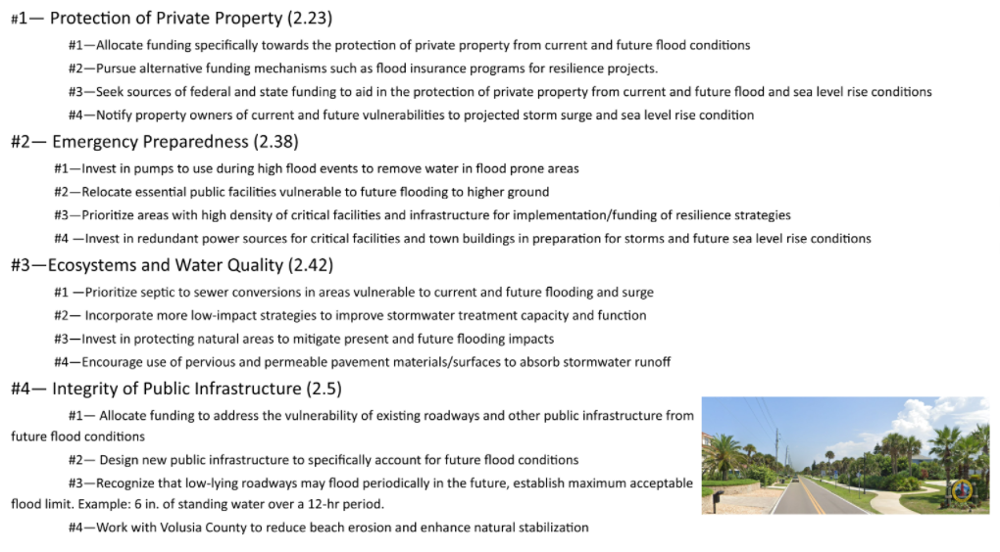 #1— Protection of Private Property (2.23)
#1—Allocate funding specifically towards the protection of private property from current and future flood conditions
#2—Pursue alternative funding mechanisms such as flood insurance programs for resilience projects.
#3—Seek sources of federal and state funding to aid in the protection of private property from current and future flood and sea level rise conditions
#4—Notify property owners of current and future vulnerabilities to projected storm surge and sea level rise condition
#2— Emergency Preparedness (2.38)
#1—Invest in pumps to use during high flood events to remove water in flood prone areas
#2—Relocate essential public facilities vulnerable to future flooding to higher ground
#3—Prioritize areas with high density of critical facilities and infrastructure for implementation/funding of resilience strategies
#4 —Invest in redundant power sources for critical facilities and town buildings in preparation for storms and future sea level rise conditions
#3—Ecosystems and Water Quality (2.42)
#1 —Prioritize septic to sewer conversions in areas vulnerable to current and future flooding and surge
#2— Incorporate more low-impact strategies to improve stormwater treatment capacity and function
#3—Invest in protecting natural areas to mitigate present and future flooding impacts
#4—Encourage use of pervious and permeable pavement materials/surfaces to absorb stormwater runoff
#4— Integrity of Public Infrastructure (2.5)
#1— Allocate funding to address the vulnerability of existing roadways and other public infrastructure from
future flood conditions
#2— Design new public infrastructure to specifically account for future flood conditions
#3—Recognize that low-lying roadways may flood periodically in the future, establish maximum acceptable
flood limit. Example: 6 in. of standing water over a 12-hr period.
#4—Work with Volusia County to reduce beach erosion and enhance natural stabilization